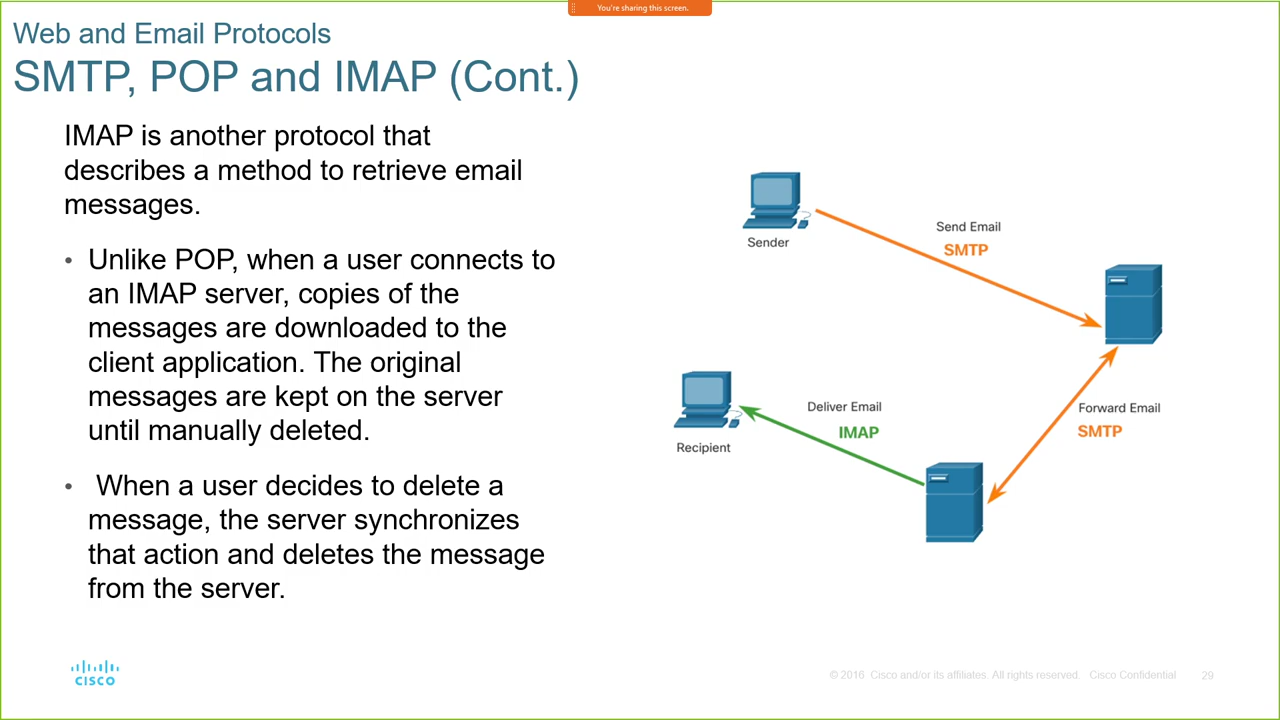 You're sharing this screen.
Web and Email Protocols
SMTP, POP and IMAP (Cont.)
IMAP is another protocol that
describes a method to retrieve email
messages.
• Unlike POP, when a user connects to
an IMAP server, copies of the
messages are downloaded to the
client application. The original
messages are kept on the server
until manually deleted.
• When a user decides to delete a
message, the server synchronizes
that action and deletes the message
from the server.
Sender
Send Email
SMTP
Recipient
Deliver Email
IMAP
Forward Email
SMTP
CISCO
© 2016 Cisco and/or its affiliates. All rights reserved. Cisco Confidential
29